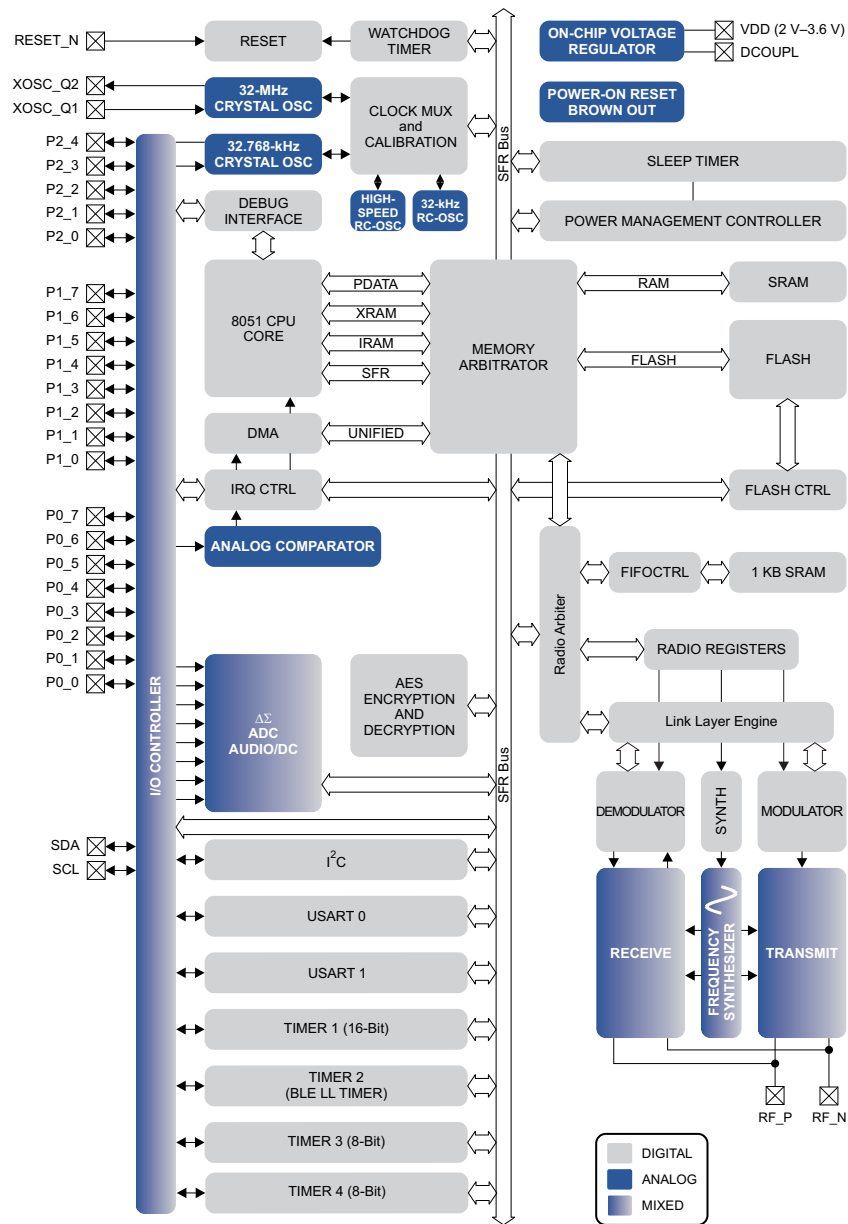 RESET_N
RESET
WATCHDOG
TIMER
ON-CHIP VOLTAGE
REGULATOR
VDD (2 V–3.6 V)
DCOUPL
XOSC_Q2
XOSC_Q1
32-MHz
CRYSTAL OSC
CLOCK MUX
and
CALIBRATION
SFR Bus
POWER-ON RESET
BROWN OUT
P2_4
P2_3
P2_2
P2_1
P2_0
32.768-kHz
CRYSTAL OSC
SLEEP TIMER
DEBUG
INTERFACE
HIGH-
SPEED
RC-OSC
32-kHz
RC-OSC
POWER MANAGEMENT CONTROLLER
P1_7
P1_6
P1_5
P1_4
P1_3
P1_2
P1_1
P1_0
8051 CPU
CORE
PDATA
XRAM
IRAM
SFR
MEMORY
ARBITRATOR
RAM
SRAM
FLASH
FLASH
DMA
UNIFIED
IRQ CTRL
FLASH CTRL
P0_7
P0_6
P0_5
P0_4
P0_3
P0_2
P0_1
P0_0
ANALOG COMPARATOR
Radio Arbiter
FIFOCTRL
1 KB SRAM
RADIO REGISTERS
I/O CONTROLLER
ΔΣ
ADC
AUDIO/DC
AES
ENCRYPTION
AND
DECRYPTION
Link Layer Engine
SFR Bus
DEMODULATOR
SYNTH
MODULATOR
SDA
SCL
I2C
USART 0
USART 1
RECEIVE
FREQUENCY
SYNTHESIZER
TRANSMIT
TIMER 1 (16-Bit)
TIMER 2
(BLE LL TIMER)
RF_P
RF_N
TIMER 3 (8-Bit)
TIMER 4 (8-Bit)
DIGITAL
ANALOG
MIXED